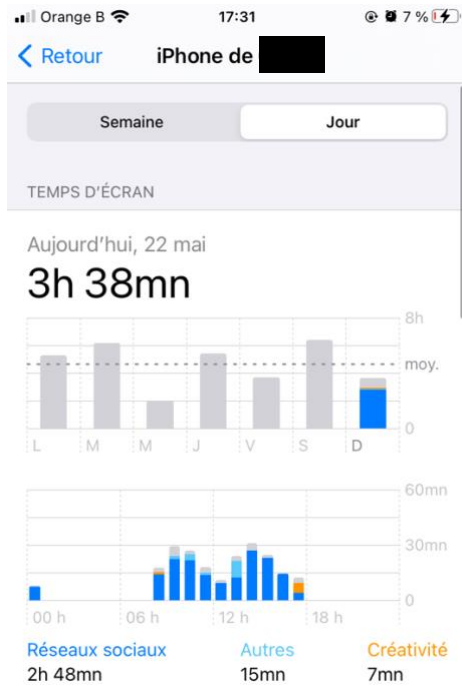 Orange B 17:31 7 %
Retour iPhone de
Semaine Jour
TEMPS D'ÉCRAN
Aujourd'hui, 22 mai
3h 38mn
8h
moy.
0
L M M J V S D
60mn
30mn
0
00 h 06 h 12 h 18 h
Réseaux sociaux Autres Créativité
2h 48mn 15mn 7mn